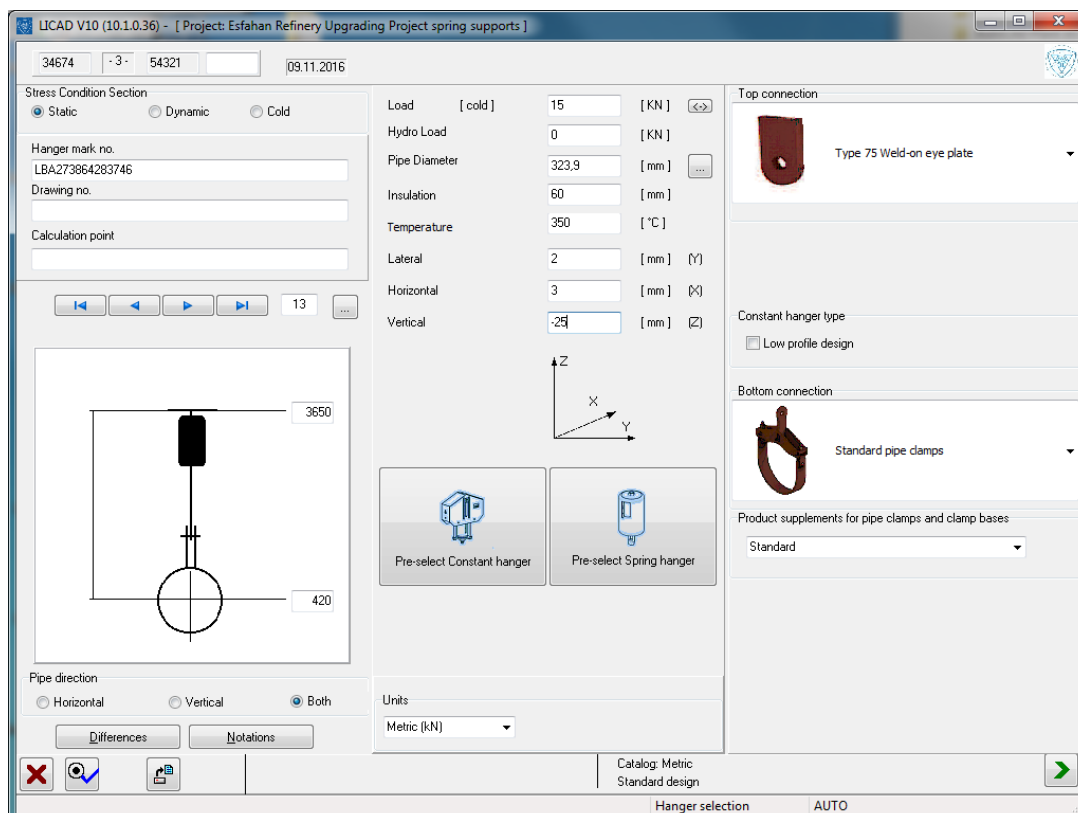 LICAD V10 (10.1.0.36) - [ Project: Esfahan Refinery Upgrading Project spring supports ]
34674 - 3 - 54321 09.11.2016
Stress Condition Section
Static Dynamic Cold
Hanger mark no.
LBA273864283746
Drawing no.
Calculation point
13 ...
3650
420
Pipe direction
Horizontal Vertical Both
Differences Notations
Load [ cold ] 15 [ KN ] <->
Hydro Load 0 [ KN ]
Pipe Diameter 323,9 [ mm ] ...
Insulation 60 [ mm ]
Temperature 350 [ °C ]
Lateral 2 [ mm ] (Y)
Horizontal 3 [ mm ] (X)
Vertical -25 [ mm ] (Z)
Z
X
Y
Pre-select Constant hanger Pre-select Spring hanger
Units
Metric (kN)
Top connection
Type 75 Weld-on eye plate
Constant hanger type
Low profile design
Bottom connection
Standard pipe clamps
Product supplements for pipe clamps and clamp bases
Standard
Catalog: Metric
Standard design
Hanger selection AUTO